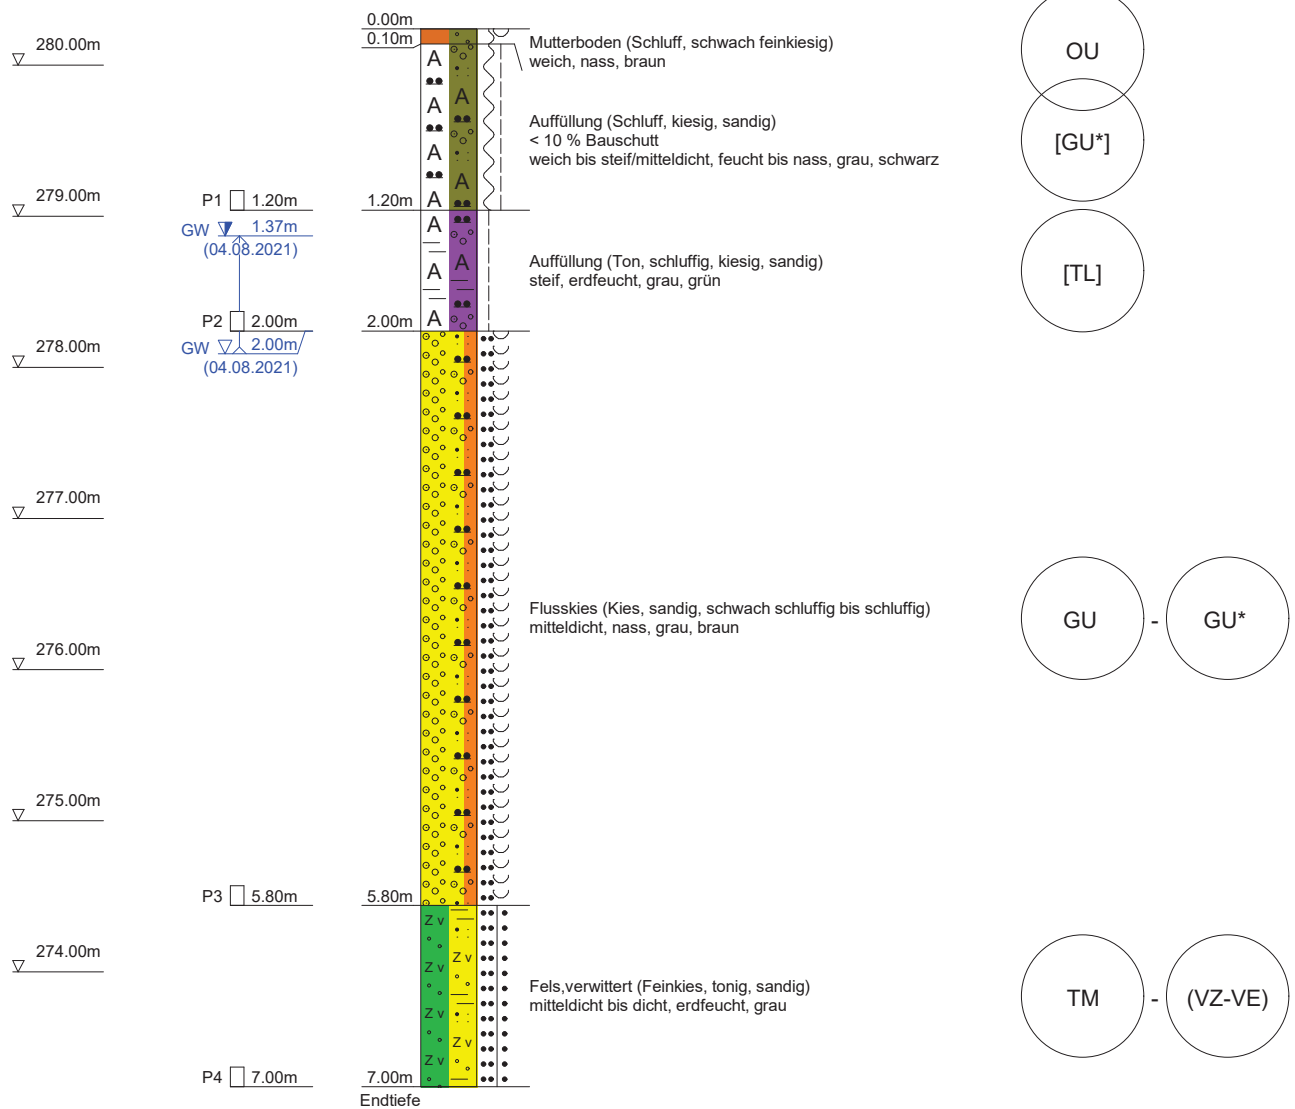 0.00m
280.00m
0.10m
Mutterboden (Schluff, schwach feinkiesig)
weich, nass, braun
OU
A
A
A
A
A
A
A
Auffüllung (Schluff, kiesig, sandig)
< 10 % Bauschutt
weich bis steif/mitteldicht, feucht bis nass, grau, schwarz
[GU*]
279.00m
P1 1.20m
1.20m
GW 1.37m
(04.08.2021)
A
A
A
A
Auffüllung (Ton, schluffig, kiesig, sandig)
steif, erdfeucht, grau, grün
[TL]
P2 2.00m
2.00m
278.00m
GW 2.00m
(04.08.2021)
277.00m
Flusskies (Kies, sandig, schwach schluffig bis schluffig)
mitteldicht, nass, grau, braun
GU - GU*
276.00m
275.00m
P3 5.80m
5.80m
274.00m
Z v
Z v
Z v
Z v
Z v
Z v
Fels,verwittert (Feinkies, tonig, sandig)
mitteldicht bis dicht, erdfeucht, grau
TM - (VZ-VE)
P4 7.00m
7.00m
Endtiefe